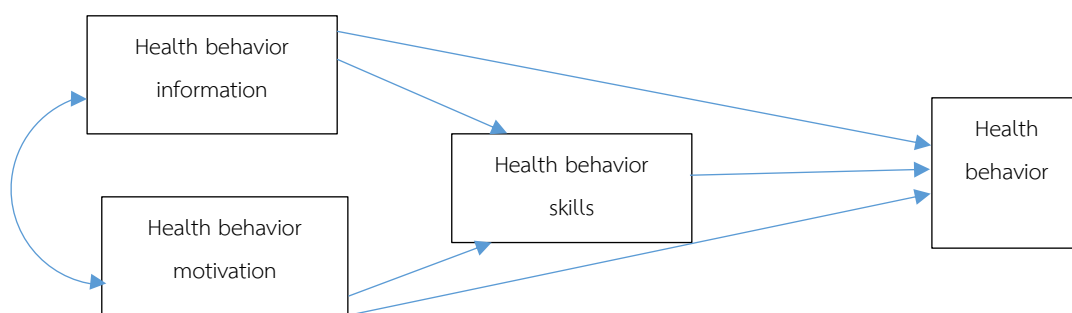 Health behavior
information
Health behavior
skills
Health
behavior
Health behavior
motivation